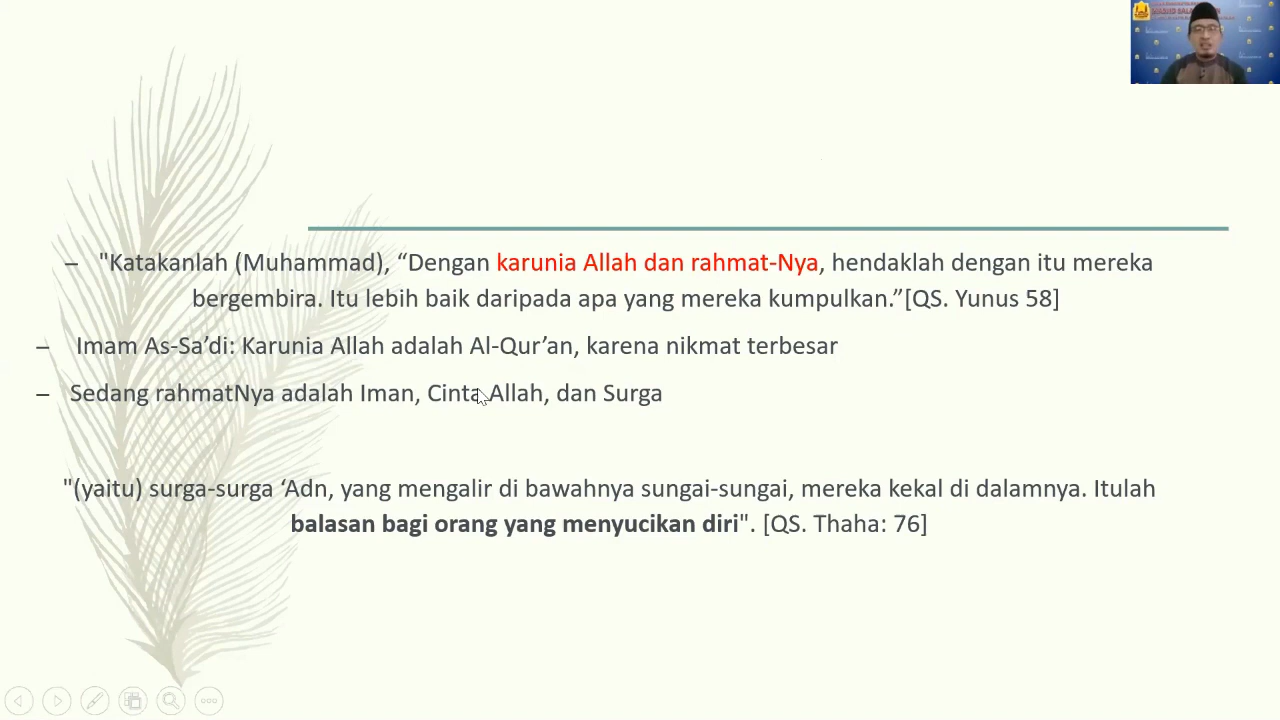 MASJID SALMAN
– "Katakanlah (Muhammad), “Dengan karunia Allah dan rahmat-Nya, hendaklah dengan itu mereka
bergembira. Itu lebih baik daripada apa yang mereka kumpulkan.”[QS. Yunus 58]
– Imam As-Sa’di: Karunia Allah adalah Al-Qur’an, karena nikmat terbesar
– Sedang rahmatNya adalah Iman, Cinta Allah, dan Surga
"(yaitu) surga-surga ‘Adn, yang mengalir di bawahnya sungai-sungai, mereka kekal di dalamnya. Itulah
balasan bagi orang yang menyucikan diri". [QS. Thaha: 76]